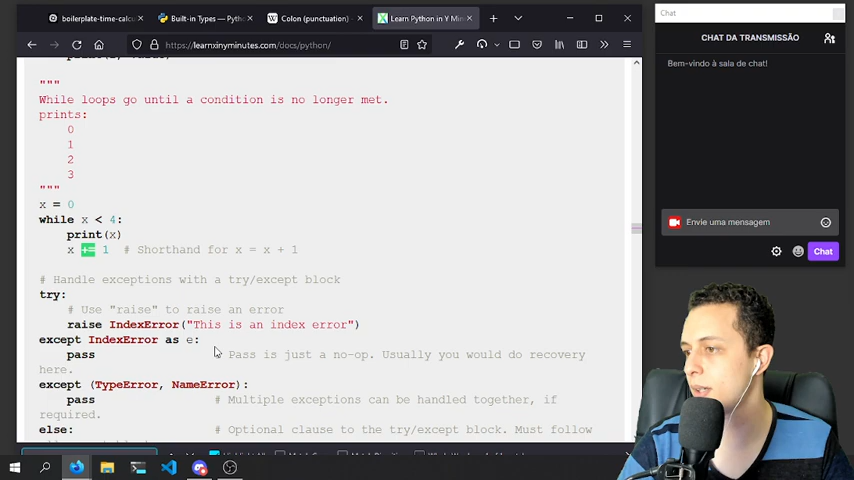 boilerplate-time-calcu
Built-in Types — Pytho
Colon (punctuation) –
Learn Python in Y Minu
https://learnxinyminutes.com/docs/python/
"""
While loops go until a condition is no longer met.
prints:
0
1
2
3
"""
x = 0
while x < 4:
print(x)
x += 1 # Shorthand for x = x + 1
# Handle exceptions with a try/except block
try:
# Use "raise" to raise an error
raise IndexError("This is an index error")
except IndexError as e:
pass # Pass is just a no-op. Usually you would do recovery
here.
except (TypeError, NameError):
pass # Multiple exceptions can be handled together, if
required.
else: # Optional clause to the try/except block. Must follow
Chat
CHAT DA TRANSMISSÃO
Bem-vindo à sala de chat!
Envie uma mensagem
Chat